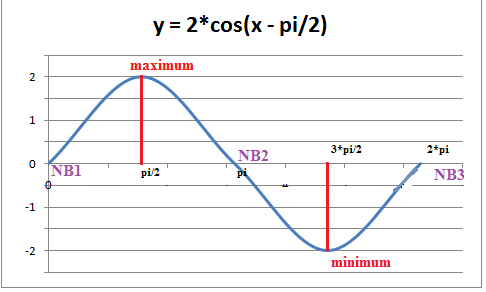 y = 2*cos(x - pi/2)
maximum
2
1
3*pi/2
2*pi
NB2
0
NB1
pi/2
pi
NB3
0
-1
-2
minimum